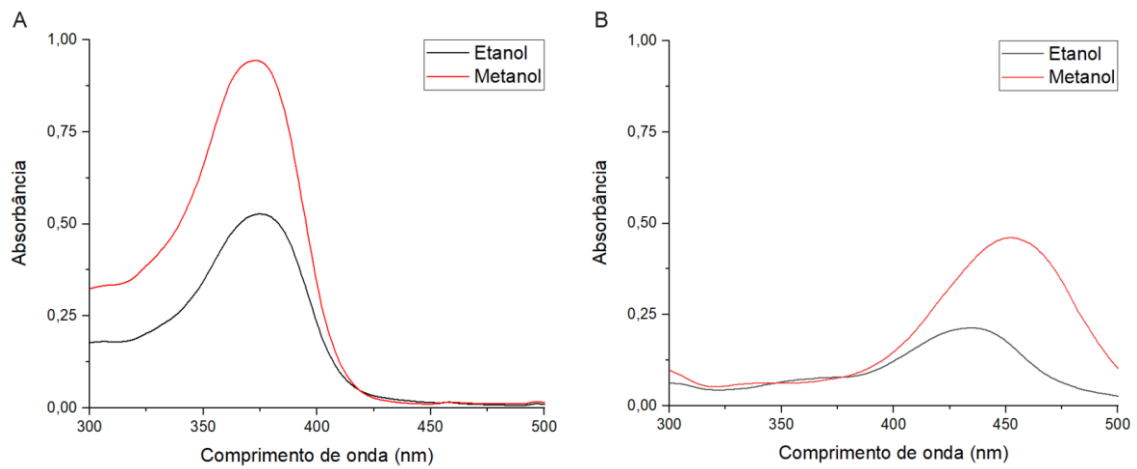 A
1,00
0,75
0,50
0,25
0,00
Absorbância
300
350
400
450
500
Comprimento de onda (nm)
Etanol
Metanol
B
1,00
0,75
0,50
0,25
0,00
Absorbância
300
350
400
450
500
Comprimento de onda (nm)
Etanol
Metanol